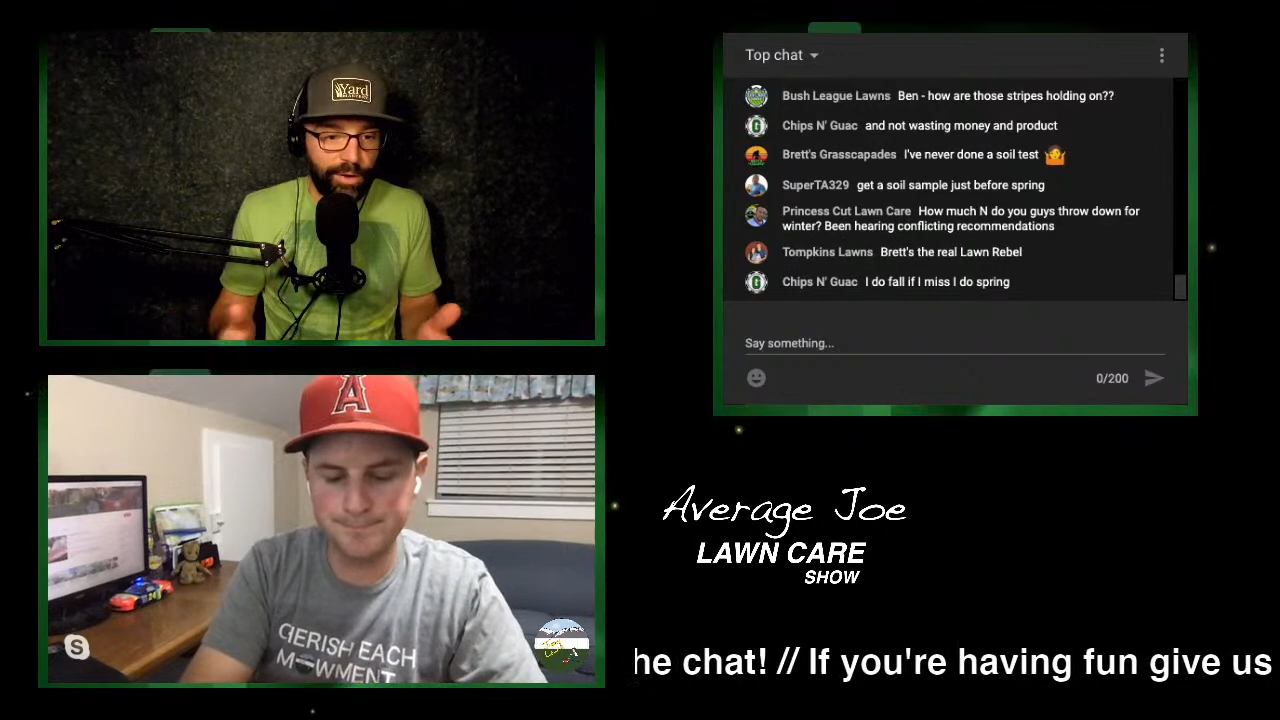 Yard
Top chat
Bush League Lawns Ben - how are those stripes holding on??
Chips N' Guac and not wasting money and product
Brett's Grasscapades I've never done a soil test 🤷
SuperTA329 get a soil sample just before spring
Princess Cut Lawn Care How much N do you guys throw down for
winter? Been hearing conflicting recommendations
Tompkins Lawns Brett's the real Lawn Rebel
Chips N' Guac I do fall if I miss I do spring
Say something...
0/200
A
CHERISH EACH
MOWMENT
S
24
Average Joe
LAWN CARE
SHOW
he chat! // If you're having fun give us